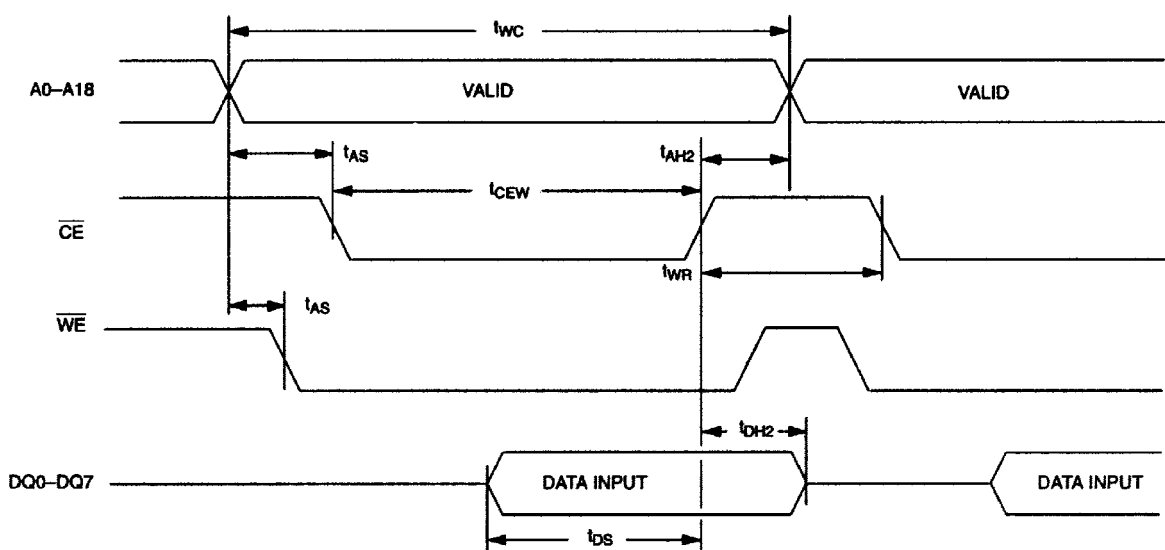 tWC
A0–A18
VALID
VALID
tAS
tAH2
tCEW
CE
tWR
tAS
WE
tDH2
DQ0–DQ7
DATA INPUT
DATA INPUT
tDS